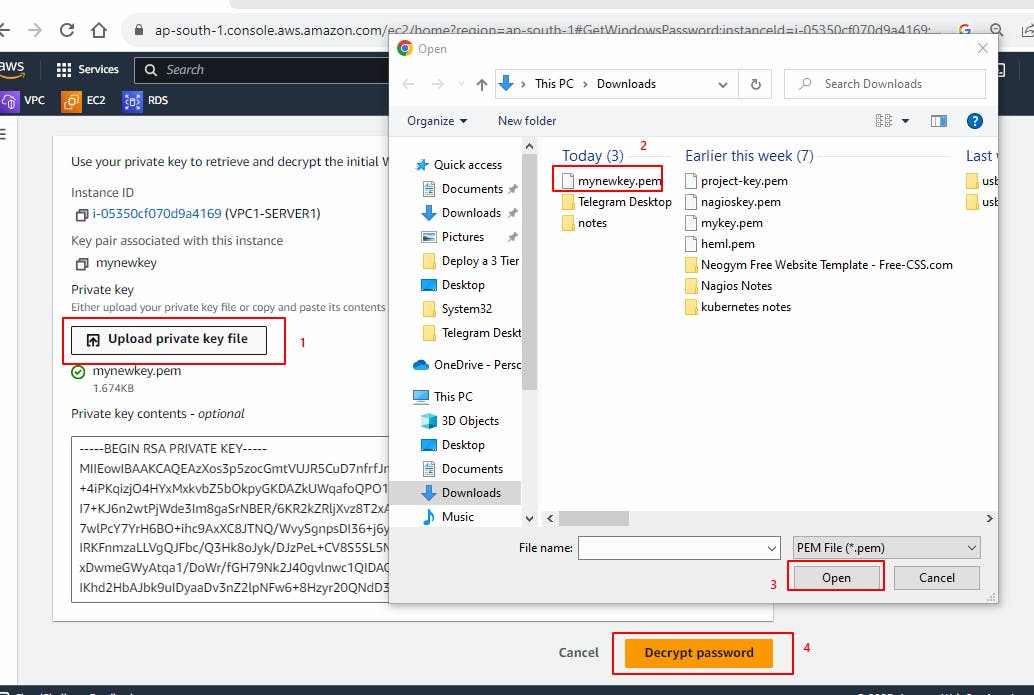 ap-south-1.console.aws.amazon.com/ec2/home?region=ap-south-1#GetWindowsPassword:instanceId=i-05350cf070d9a4169:...
aws
Services
Search
VPC
EC2
RDS
Use your private key to retrieve and decrypt the initial
Instance ID
i-05350cf070d9a4169 (VPC1-SERVER1)
Key pair associated with this instance
mynewkey
Private key
Either upload your private key file or copy and paste its contents
Upload private key file
1
mynewkey.pem
1.674KB
Private key contents - optional
-----BEGIN RSA PRIVATE KEY-----
Cancel
Decrypt password
4
Open
This PC
Downloads
Search Downloads
Organize
New folder
Quick access
Documents
Downloads
Pictures
Deploy a 3 Tier
Desktop
System32
Telegram Deskt
OneDrive - Perso
This PC
3D Objects
Desktop
Documents
Downloads
Music
Today (3)
2
mynewkey.pem
Telegram Desktop
notes
Earlier this week (7)
project-key.pem
nagioskey.pem
mykey.pem
heml.pem
Neogym Free Website Template - Free-CSS.com
Nagios Notes
kubernetes notes
Last
usb
usb
File name:
PEM File (*.pem)
3
Open
Cancel